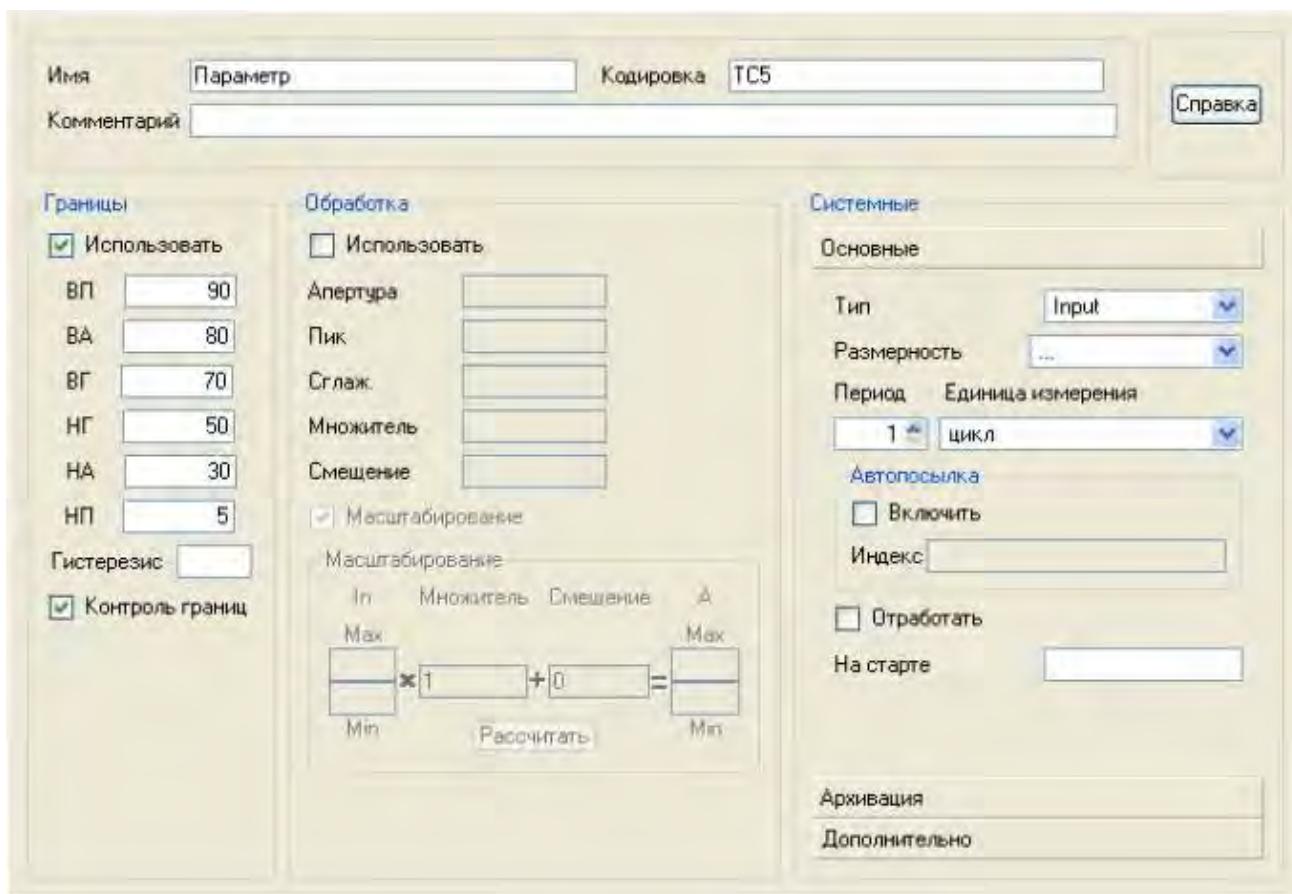 Имя Параметр Кодировка TC5
Комментарий
Справка
Границы
Использовать
ВП 90
ВА 80
ВГ 70
НГ 50
НА 30
НП 5
Гистерезис
Контроль границ
Обработка
Использовать
Апертура
Пик
Сглаж.
Множитель
Смещение
Масштабирование
Масштабирование
In Множитель Смещение A
Max Max
× 1 + 0 =
Min Min
Рассчитать
Системные
Основные
Тип Input
Размерность ...
Период Единица измерения
1 цикл
Автопосылка
Включить
Индекс
Отработать
На старте
Архивация
Дополнительно